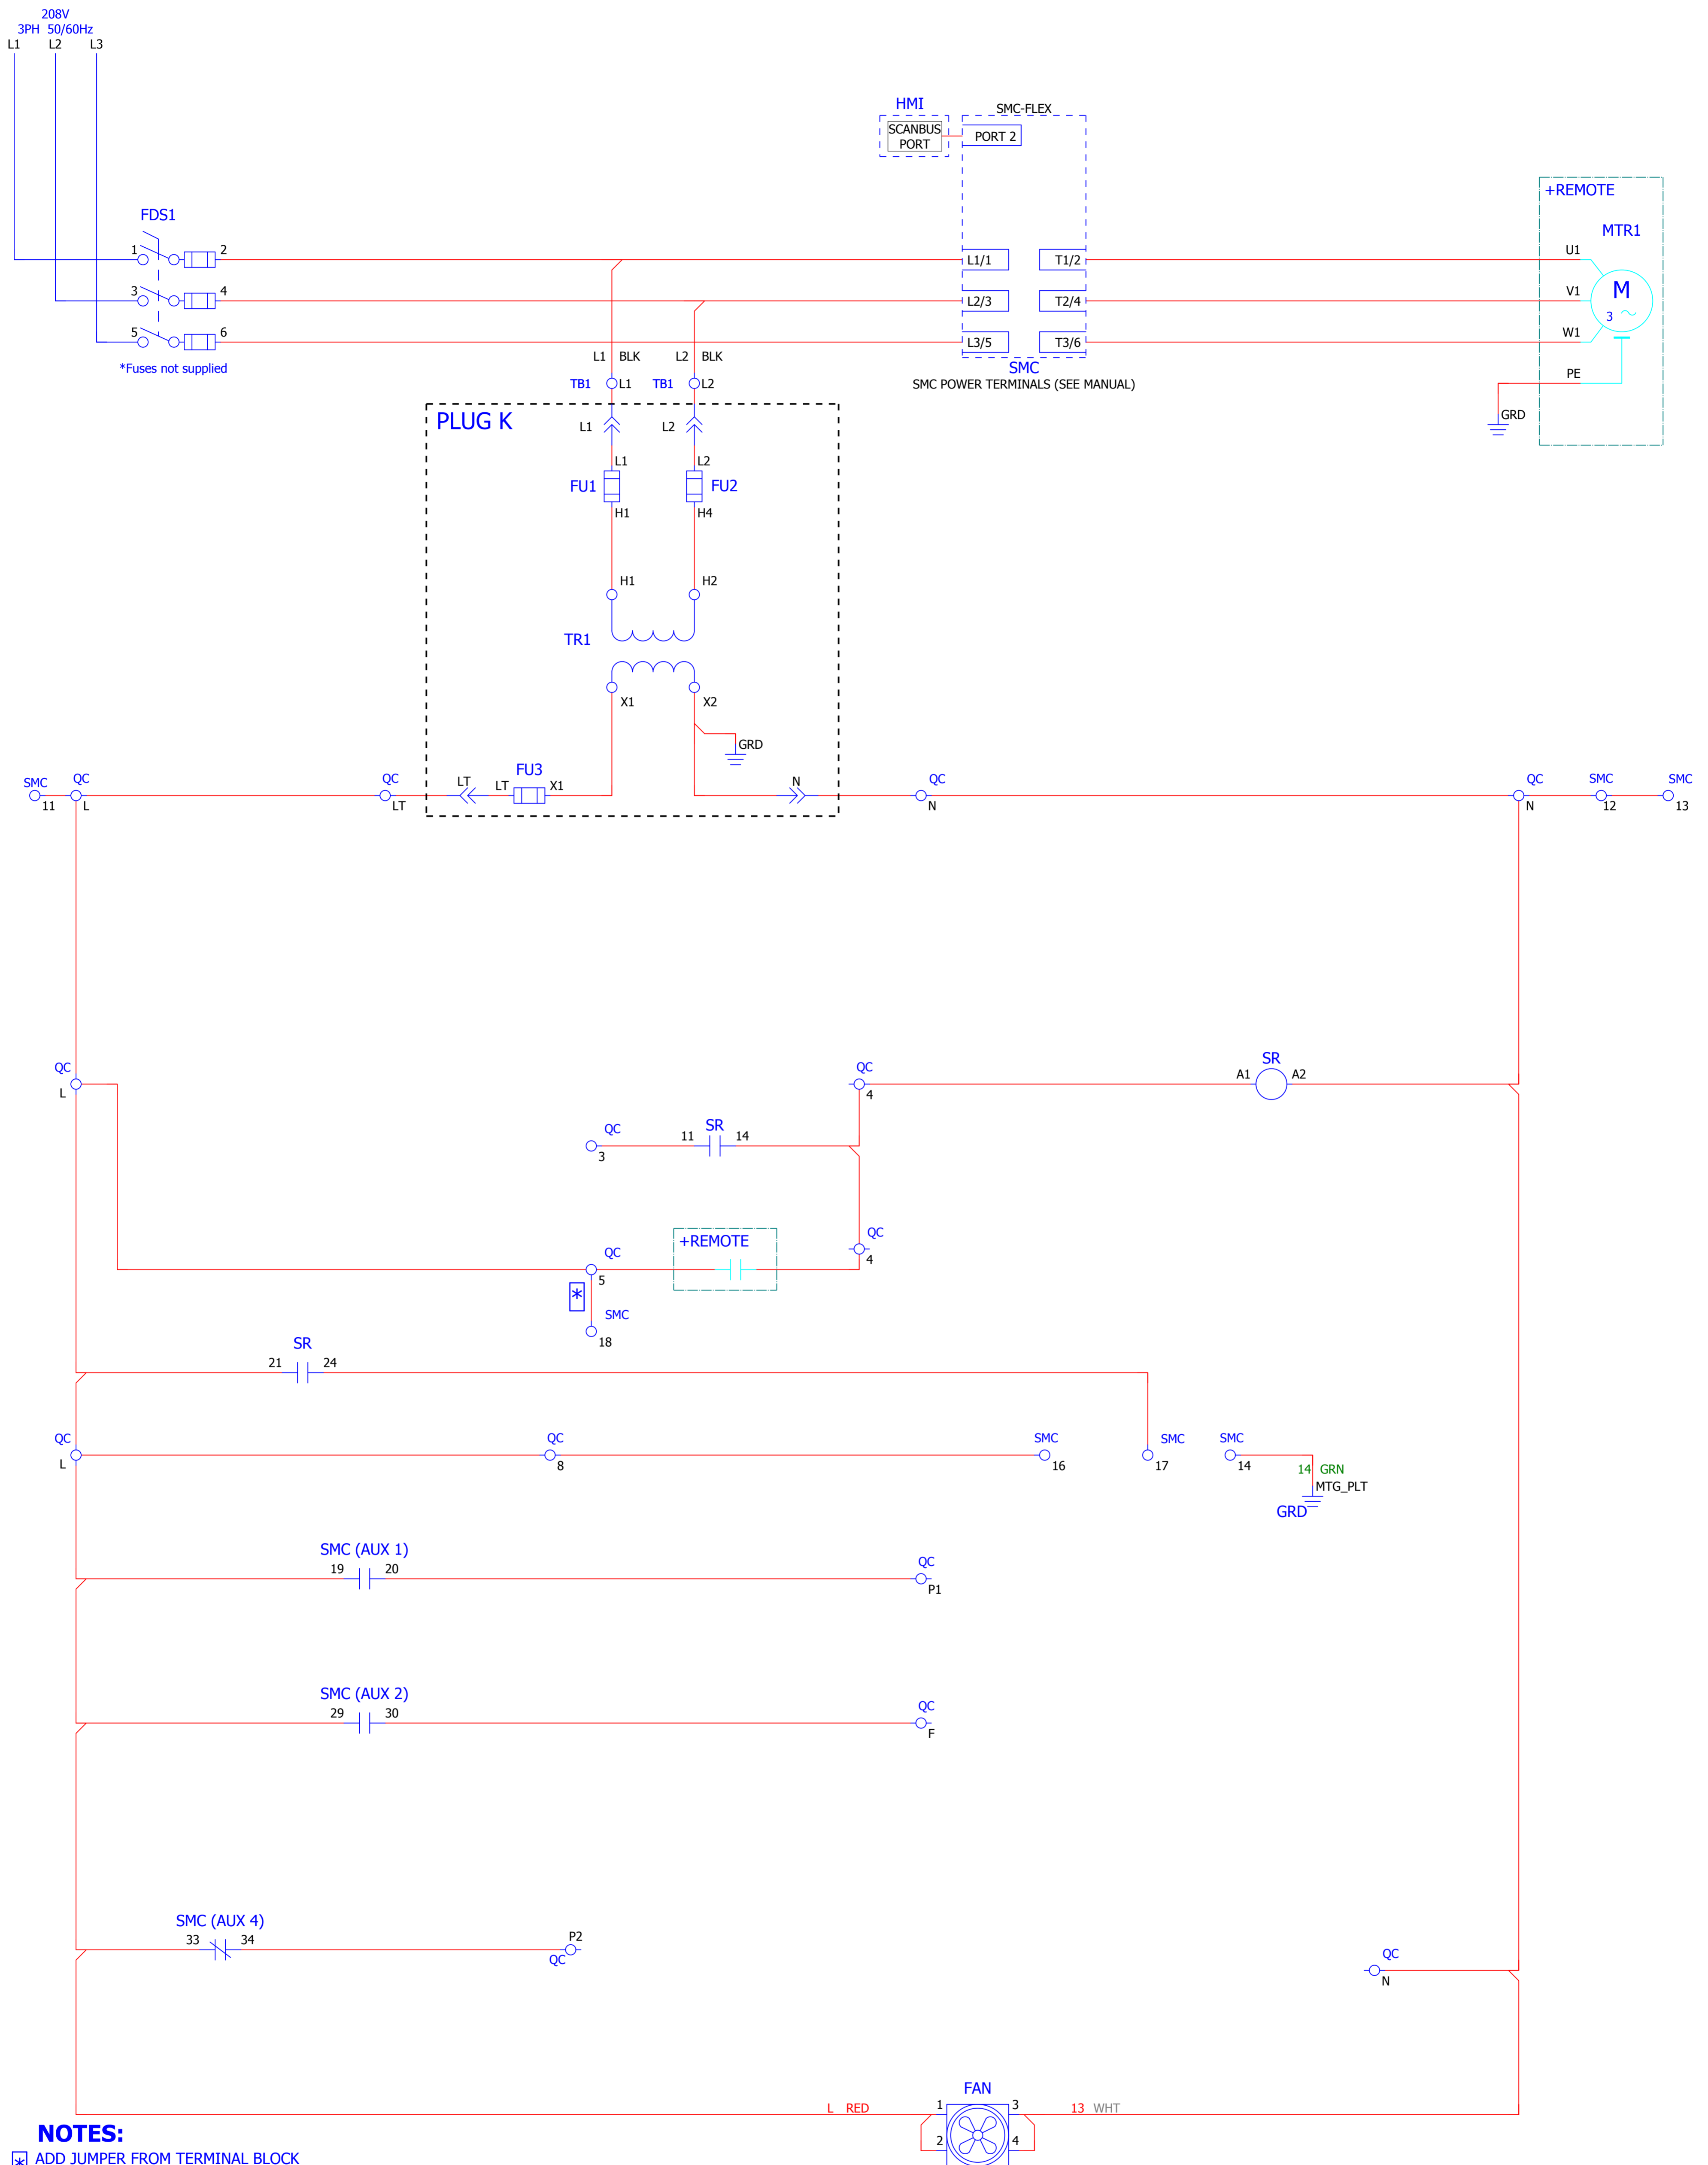 208V
3PH 50/60Hz
L1 L2 L3
HMI
SCANBUS
PORT
SMC-FLEX
PORT 2
+REMOTE
MTR1
FDS1
1 2
3 4
5 6
*Fuses not supplied
L1/1 T1/2
L2/3 T2/4
L3/5 T3/6
SMC
SMC POWER TERMINALS (SEE MANUAL)
U1
V1
W1
PE
M
3
GRD
L1 BLK L2 BLK
TB1 L1 TB1 L2
PLUG K
L1 L2
L1 L2
FU1 FU2
H1 H4
H1 H2
TR1
X1 X2
GRD
SMC
11
QC
L
QC
LT
LT
LT
FU3
X1
N
QC
N
QC
N
SMC
12
SMC
13
QC
L
QC
4
A1 SR A2
QC
3
11 SR 14
QC
4
QC
5
+REMOTE
*
SMC
18
SR
21 24
QC
L
QC
8
SMC
16
SMC
17
SMC
14
14 GRN
MTG_PLT
GRD
SMC (AUX 1)
19 20
QC
P1
SMC (AUX 2)
29 30
QC
F
SMC (AUX 4)
33 34
P2
QC
QC
N
FAN
L RED
1 3
2 4
13 WHT
NOTES:
* ADD JUMPER FROM TERMINAL BLOCK